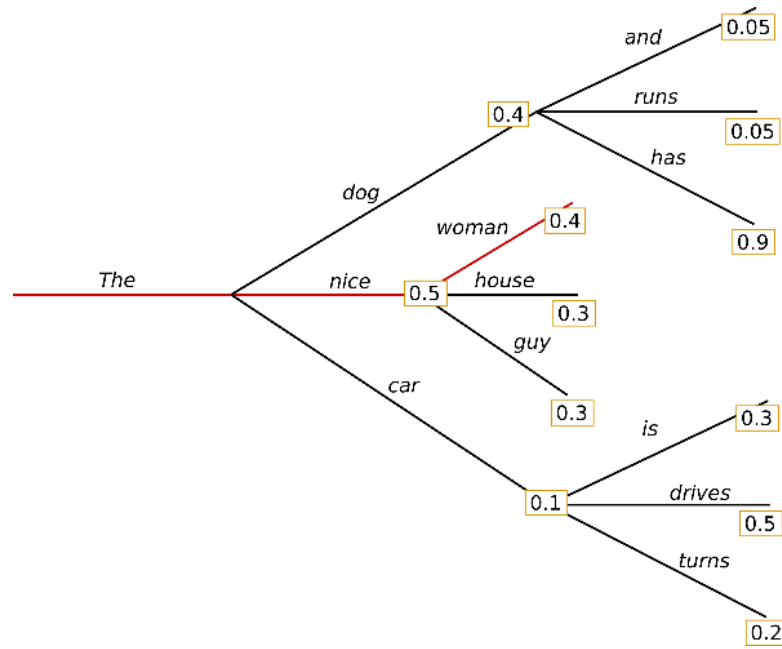 and
0.05
runs
0.4
0.05
has
dog
0.9
woman
0.4
The
nice
0.5
house
0.3
guy
car
0.3
is
0.3
drives
0.1
0.5
turns
0.2